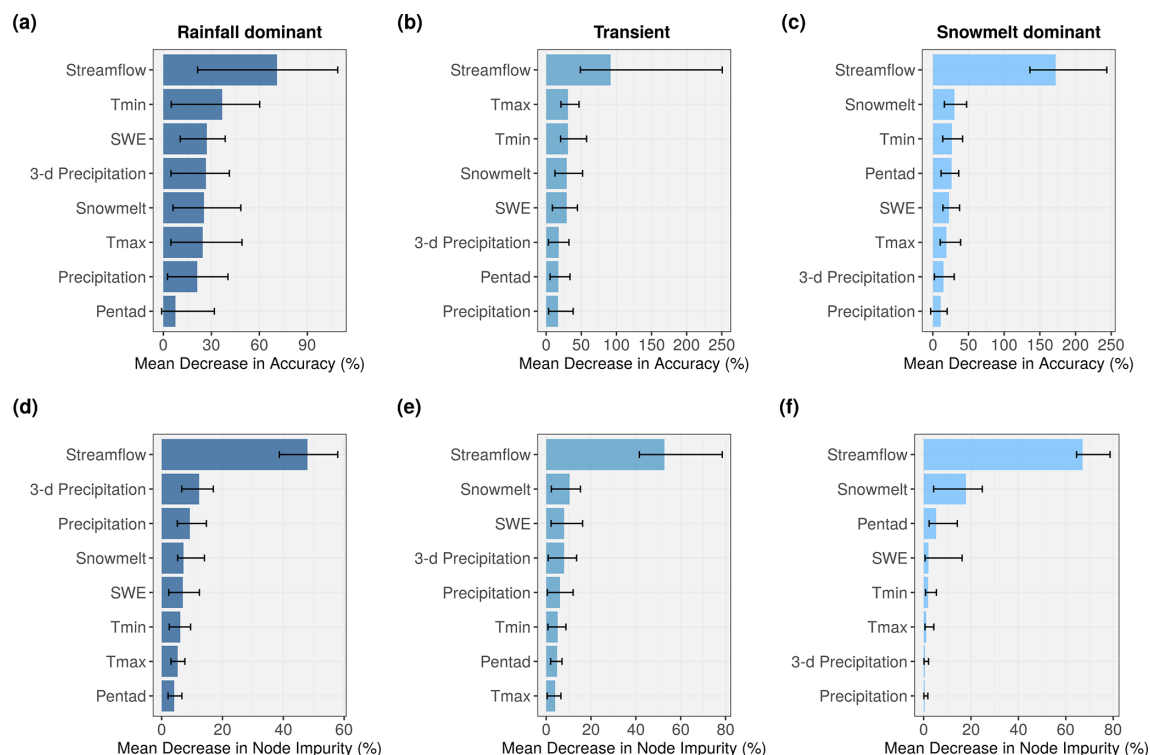 (a)
Rainfall dominant
Streamflow
Tmin
SWE
3-d Precipitation
Snowmelt
Tmax
Precipitation
Pentad
0 30 60 90
Mean Decrease in Accuracy (%)
(b)
Transient
Streamflow
Tmax
Tmin
Snowmelt
SWE
3-d Precipitation
Pentad
Precipitation
0 50 100 150 200 250
Mean Decrease in Accuracy (%)
(c)
Snowmelt dominant
Streamflow
Snowmelt
Tmin
Pentad
SWE
Tmax
3-d Precipitation
Precipitation
0 50 100 150 200 250
Mean Decrease in Accuracy (%)
(d)
Streamflow
3-d Precipitation
Precipitation
Snowmelt
SWE
Tmin
Tmax
Pentad
0 20 40 60
Mean Decrease in Node Impurity (%)
(e)
Streamflow
Snowmelt
SWE
3-d Precipitation
Precipitation
Tmin
Pentad
Tmax
0 20 40 60 80
Mean Decrease in Node Impurity (%)
(f)
Streamflow
Snowmelt
Pentad
SWE
Tmin
Tmax
3-d Precipitation
Precipitation
0 20 40 60 80
Mean Decrease in Node Impurity (%)